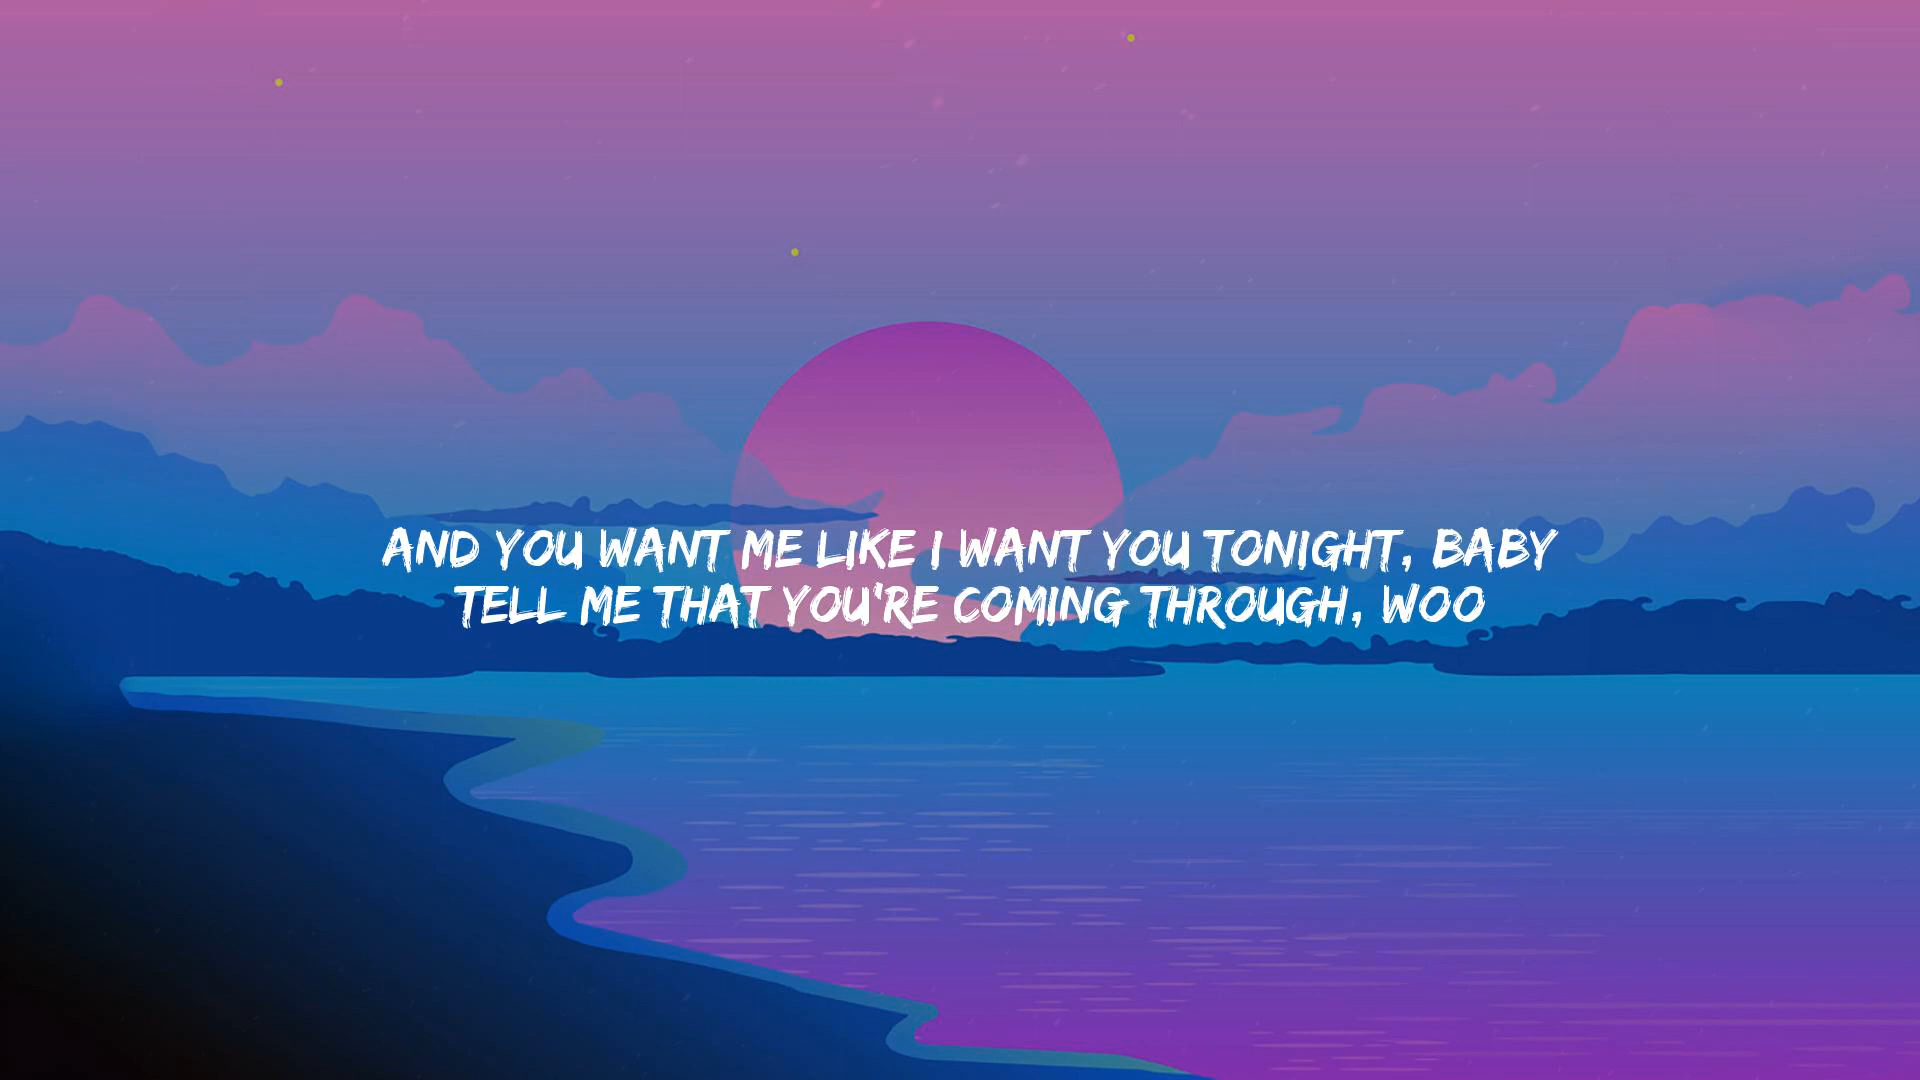 AND YOU WANT ME LIKE I WANT YOU TONIGHT, BABY
TELL ME THAT YOU'RE COMING THROUGH, WOO